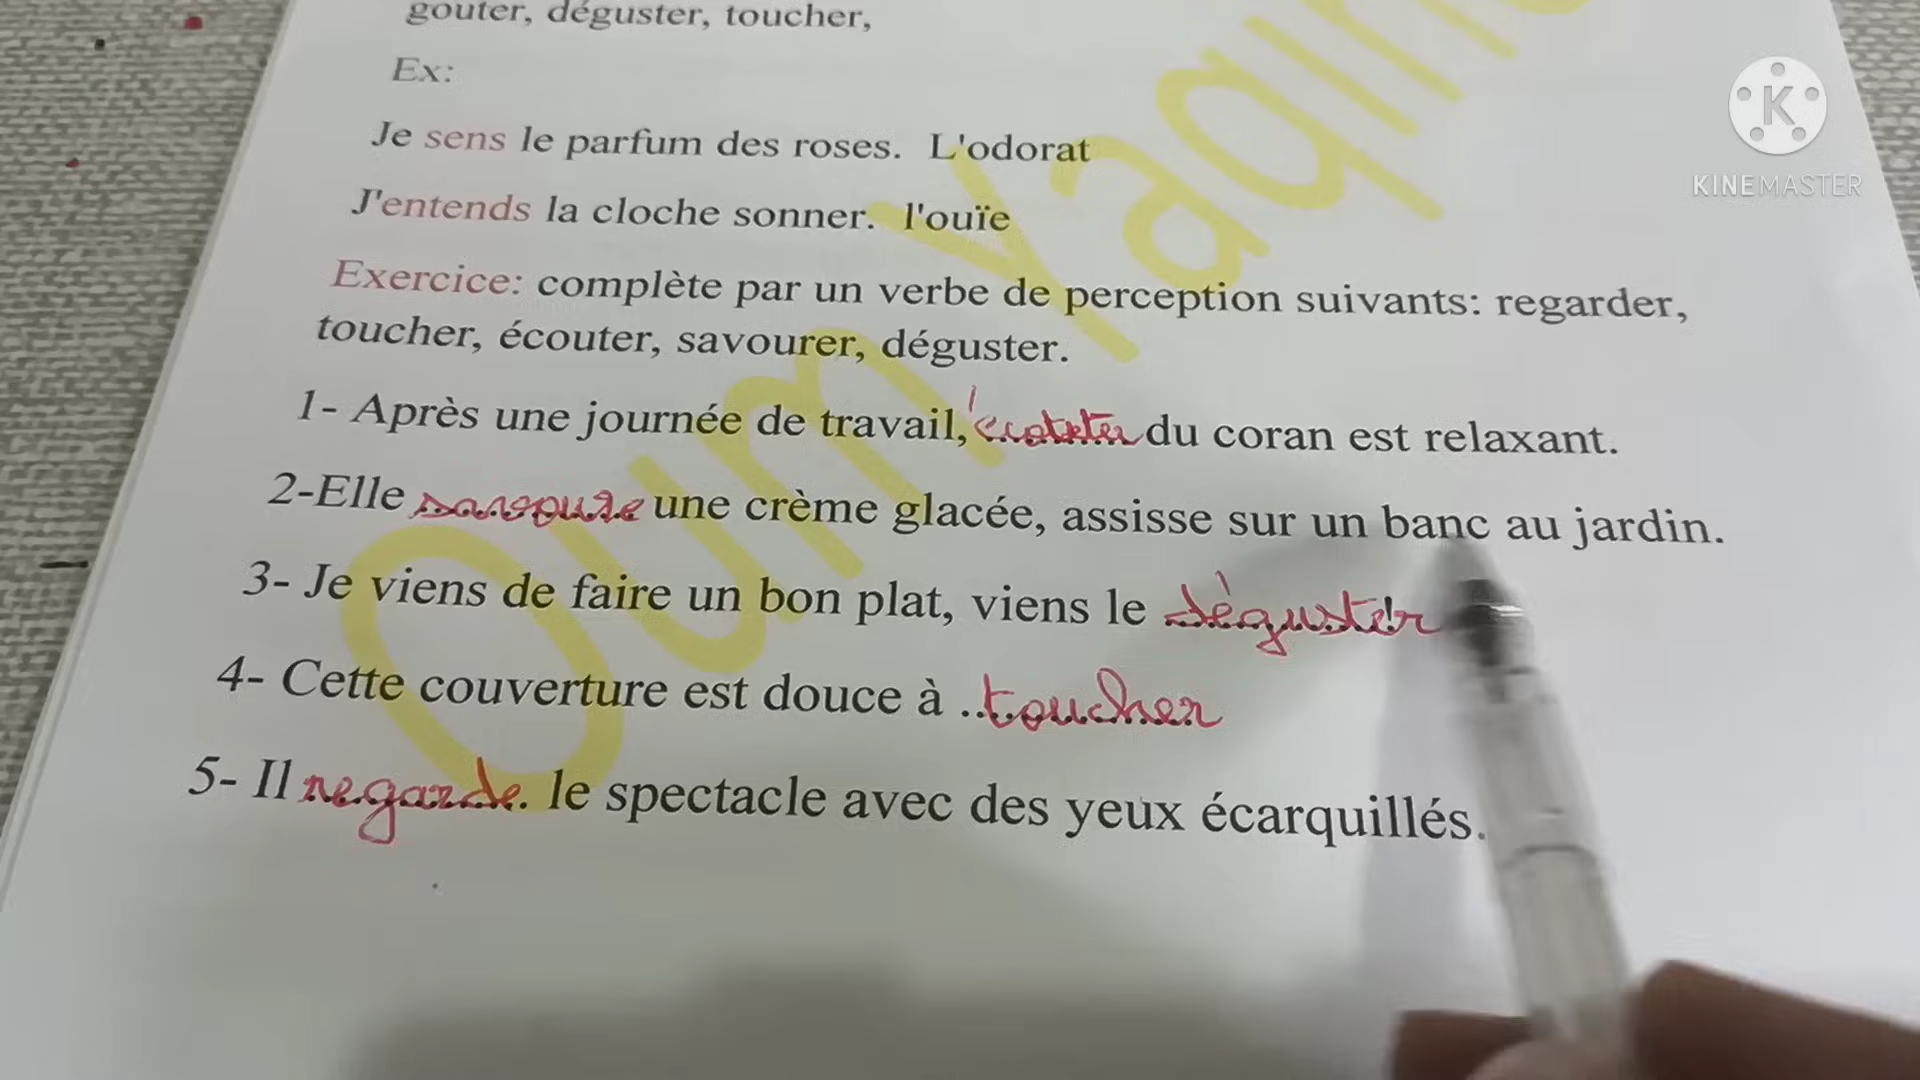 gouter, déguster, toucher,
Ex:
Je sens le parfum des roses. L'odorat
J'entends la cloche sonner. l'ouïe
Exercice: complète par un verbe de perception suivants: regarder,
toucher, écouter, savourer, déguster.
1- Après une journée de travail, écouter du coran est relaxant.
2-Elle savoure une crème glacée, assisse sur un banc au jardin.
3- Je viens de faire un bon plat, viens le déguster!
4- Cette couverture est douce à ..toucher
5- Il regarde. le spectacle avec des yeux écarquillés.
Oum Yaqin
K
KINEMASTER